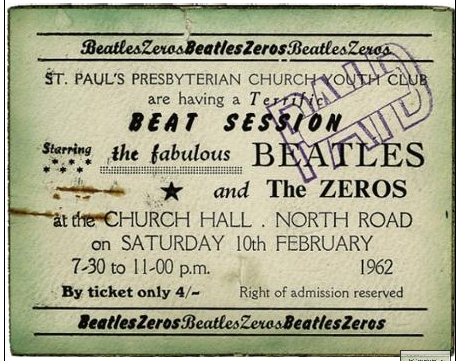 BeatlesZerosBeatlesZerosBeatlesZeros
ST. PAUL'S PRESBYTERIAN CHURCH YOUTH CLUB
are having a Terrific
BEAT SESSION
Starring the fabulous BEATLES
★ and The ZEROS
at the CHURCH HALL . NORTH ROAD
on SATURDAY 10th FEBRUARY
7-30 to 11-00 p.m. 1962
By ticket only 4/- Right of admission reserved
BeatlesZerosBeatlesZerosBeatlesZeros
PAID